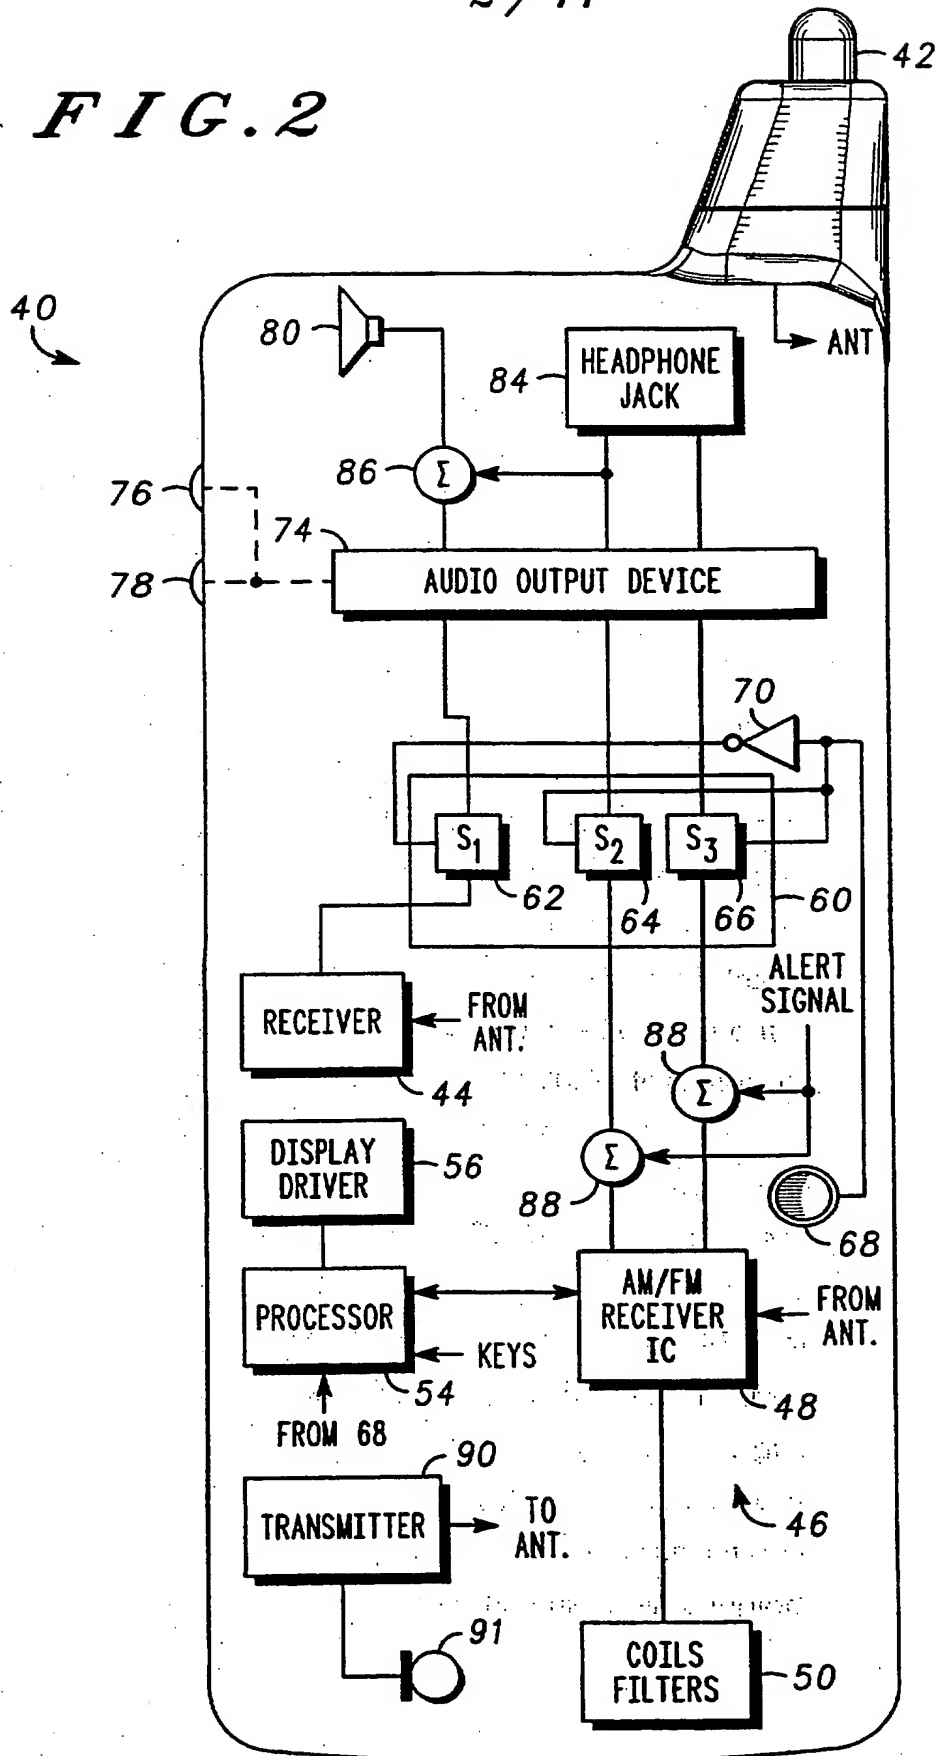 2/11
FIG. 2
42
40
80
84
HEADPHONE
JACK
ANT
86
Σ
76
74
78
AUDIO OUTPUT DEVICE
70
S1
S2
S3
62
64
66
60
ALERT
SIGNAL
RECEIVER
FROM
ANT.
44
88
Σ
DISPLAY
DRIVER
56
Σ
88
68
PROCESSOR
AM/FM
RECEIVER
IC
FROM
ANT.
KEYS
54
48
FROM 68
90
TRANSMITTER
TO
ANT.
46
91
COILS
FILTERS
50